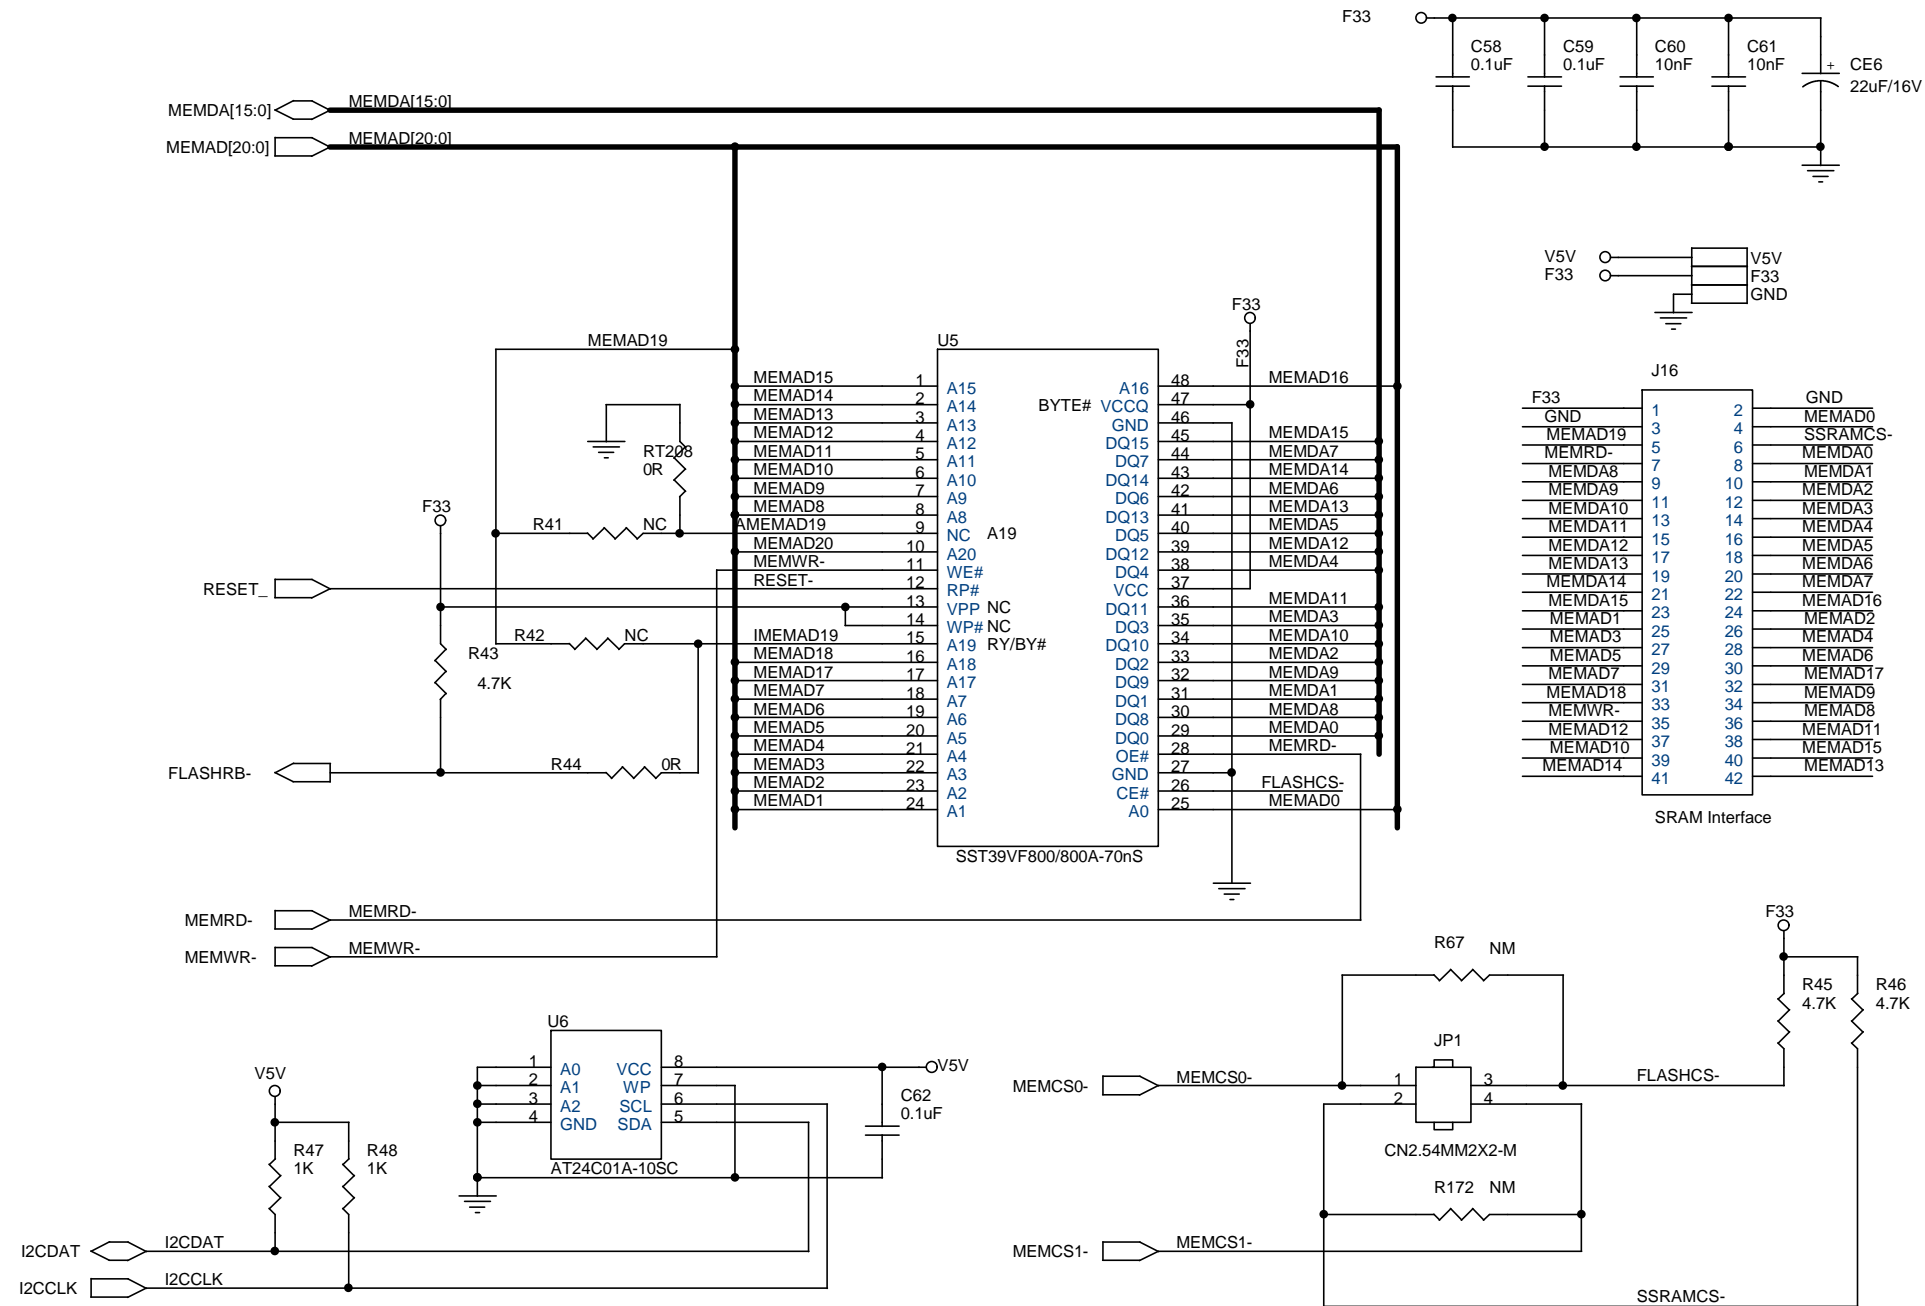 F33
C58
0.1uF
C59
0.1uF
C60
10nF
C61
10nF
+
CE6
22uF/16V
MEMDA[15:0]
MEMDA[15:0]
MEMAD[20:0]
MEMAD[20:0]
V5V
V5V
F33
F33
GND
F33
F33
MEMAD19
U5
MEMAD15 1 A15
MEMAD14 2 A14
MEMAD13 3 A13
MEMAD12 4 A12
MEMAD11 5 A11
MEMAD10 6 A10
MEMAD9 7 A9
MEMAD8 8 A8
AMEMAD19 9 NC A19
MEMAD20 10 A20
MEMWR- 11 WE#
RESET- 12 RP#
13 VPP NC
14 WP# NC
IMEMAD19 15 A19 RY/BY#
MEMAD18 16 A18
MEMAD17 17 A17
MEMAD7 18 A7
MEMAD6 19 A6
MEMAD5 20 A5
MEMAD4 21 A4
MEMAD3 22 A3
MEMAD2 23 A2
MEMAD1 24 A1
A16 48 MEMAD16
BYTE# VCCQ 47
GND 46
DQ15 45 MEMDA15
DQ7 44 MEMDA7
DQ14 43 MEMDA14
DQ6 42 MEMDA6
DQ13 41 MEMDA13
DQ5 40 MEMDA5
DQ12 39 MEMDA12
DQ4 38 MEMDA4
VCC 37
DQ11 36 MEMDA11
DQ3 35 MEMDA3
DQ10 34 MEMDA10
DQ2 33 MEMDA2
DQ9 32 MEMDA9
DQ1 31 MEMDA1
DQ8 30 MEMDA8
DQ0 29 MEMDA0
OE# 28 MEMRD-
GND 27
CE# 26 FLASHCS-
A0 25 MEMAD0
SST39VF800/800A-70nS
RT208
0R
F33
R41 NC
RESET_
R42 NC
R43
4.7K
FLASHRB-
R44 0R
MEMRD-
MEMRD-
MEMWR-
MEMWR-
J16
F33 1 2 GND
GND 3 4 MEMAD0
MEMAD19 5 6 SSRAMCS-
MEMRD- 7 8 MEMDA0
MEMDA8 9 10 MEMDA1
MEMDA9 11 12 MEMDA2
MEMDA10 13 14 MEMDA3
MEMDA11 15 16 MEMDA4
MEMDA12 17 18 MEMDA5
MEMDA13 19 20 MEMDA6
MEMDA14 21 22 MEMDA7
MEMDA15 23 24 MEMAD16
MEMAD1 25 26 MEMAD2
MEMAD3 27 28 MEMAD4
MEMAD5 29 30 MEMAD6
MEMAD7 31 32 MEMAD17
MEMAD18 33 34 MEMAD9
MEMWR- 35 36 MEMAD8
MEMAD12 37 38 MEMAD11
MEMAD10 39 40 MEMAD15
MEMAD14 41 42 MEMAD13
SRAM Interface
U6
1 A0 VCC 8 V5V
2 A1 WP 7
3 A2 SCL 6
4 GND SDA 5
AT24C01A-10SC
C62
0.1uF
V5V
R47
1K
R48
1K
I2CDAT
I2CDAT
I2CCLK
I2CCLK
F33
R67 NM
R45
4.7K
R46
4.7K
JP1
MEMCS0-
MEMCS0-
1 3
2 4
FLASHCS-
CN2.54MM2X2-M
R172 NM
MEMCS1-
MEMCS1-
SSRAMCS-